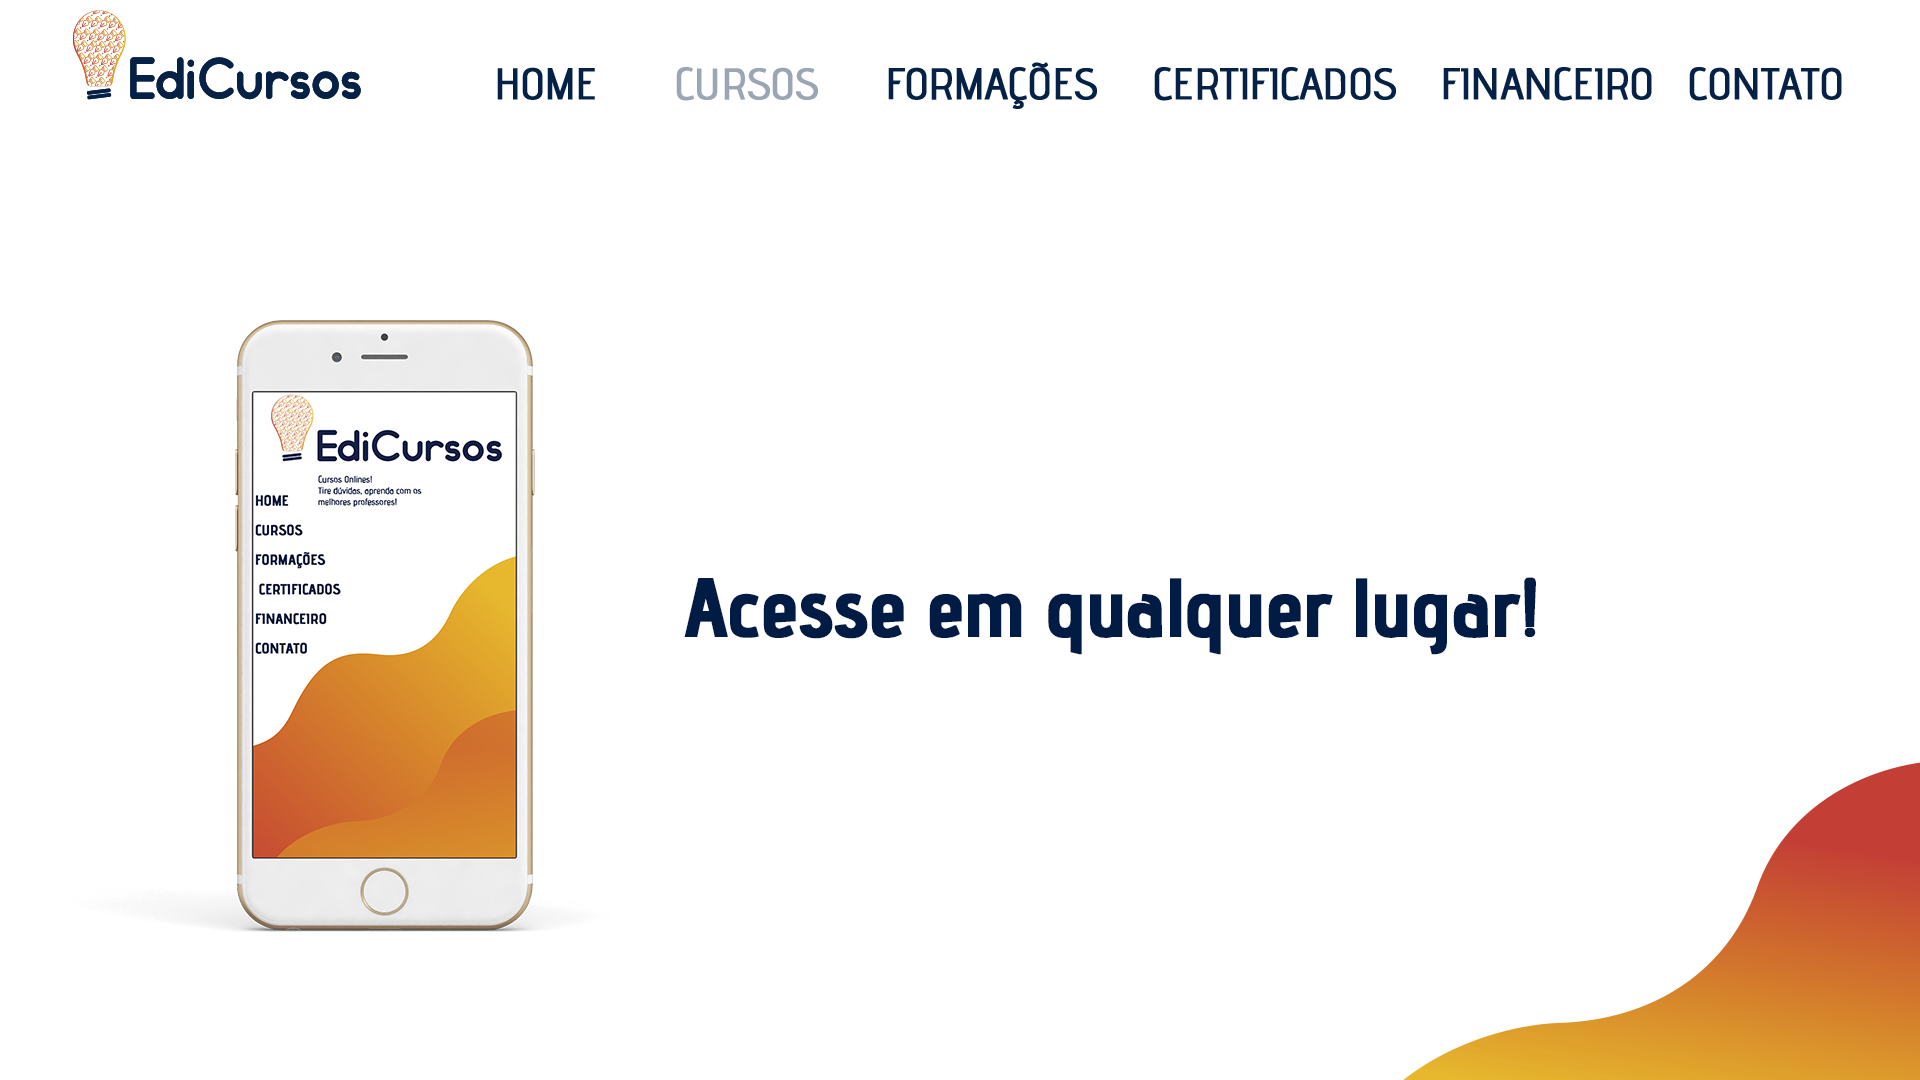 EdiCursos
HOME CURSOS FORMAÇÕES CERTIFICADOS FINANCEIRO CONTATO
EdiCursos
Cursos Onlines!
Tire dúvidas, aprenda com os
melhores professores!
HOME
CURSOS
FORMAÇÕES
CERTIFICADOS
FINANCEIRO
CONTATO
Acesse em qualquer lugar!